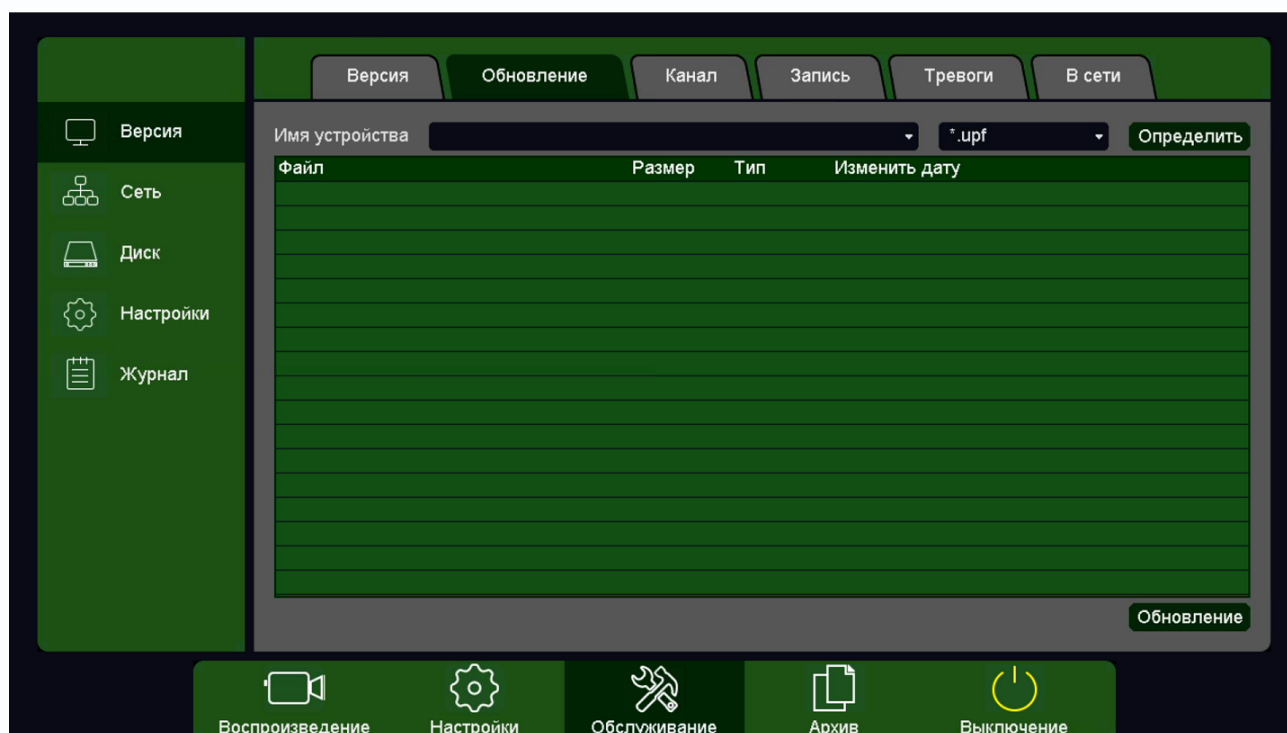 Версия Обновление Канал Запись Тревоги В сети
Версия
Сеть
Диск
Настройки
Журнал
Имя устройства *.upf Определить
Файл Размер Тип Изменить дату
Обновление
Воспроизведение Настройки Обслуживание Архив Выключение